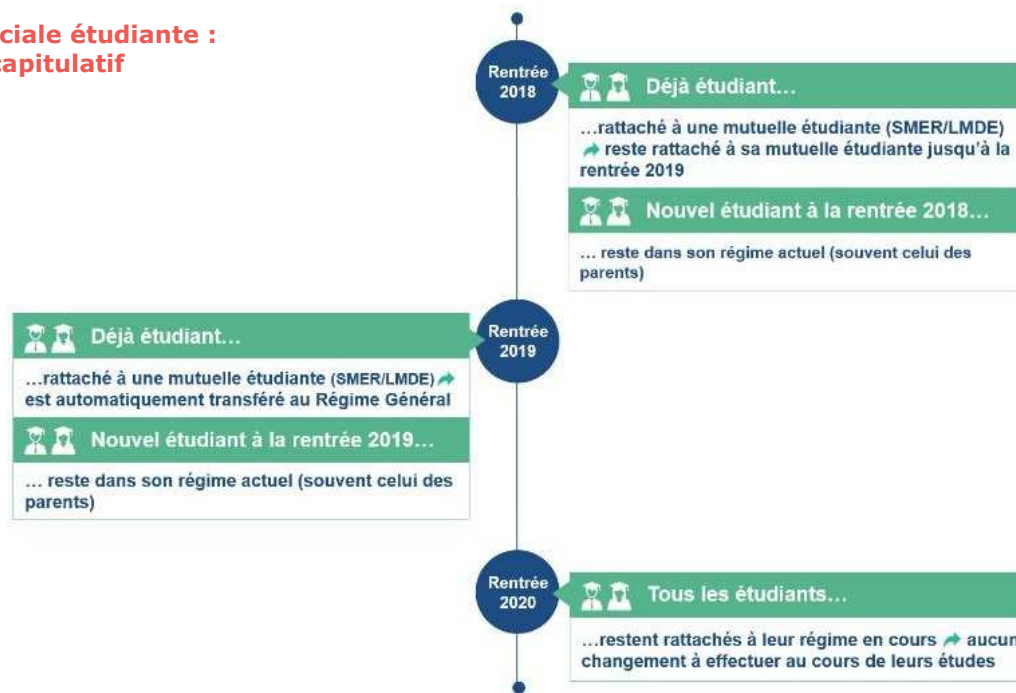 ciale étudiante :
capitulatif
Rentrée
2018
Déjà étudiant…
…rattaché à une mutuelle étudiante (SMER/LMDE)
reste rattaché à sa mutuelle étudiante jusqu'à la
rentrée 2019
Nouvel étudiant à la rentrée 2018…
… reste dans son régime actuel (souvent celui des
parents)
Rentrée
2019
Déjà étudiant…
…rattaché à une mutuelle étudiante (SMER/LMDE)
est automatiquement transféré au Régime Général
Nouvel étudiant à la rentrée 2019…
… reste dans son régime actuel (souvent celui des
parents)
Rentrée
2020
Tous les étudiants…
…restent rattachés à leur régime en cours aucun
changement à effectuer au cours de leurs études